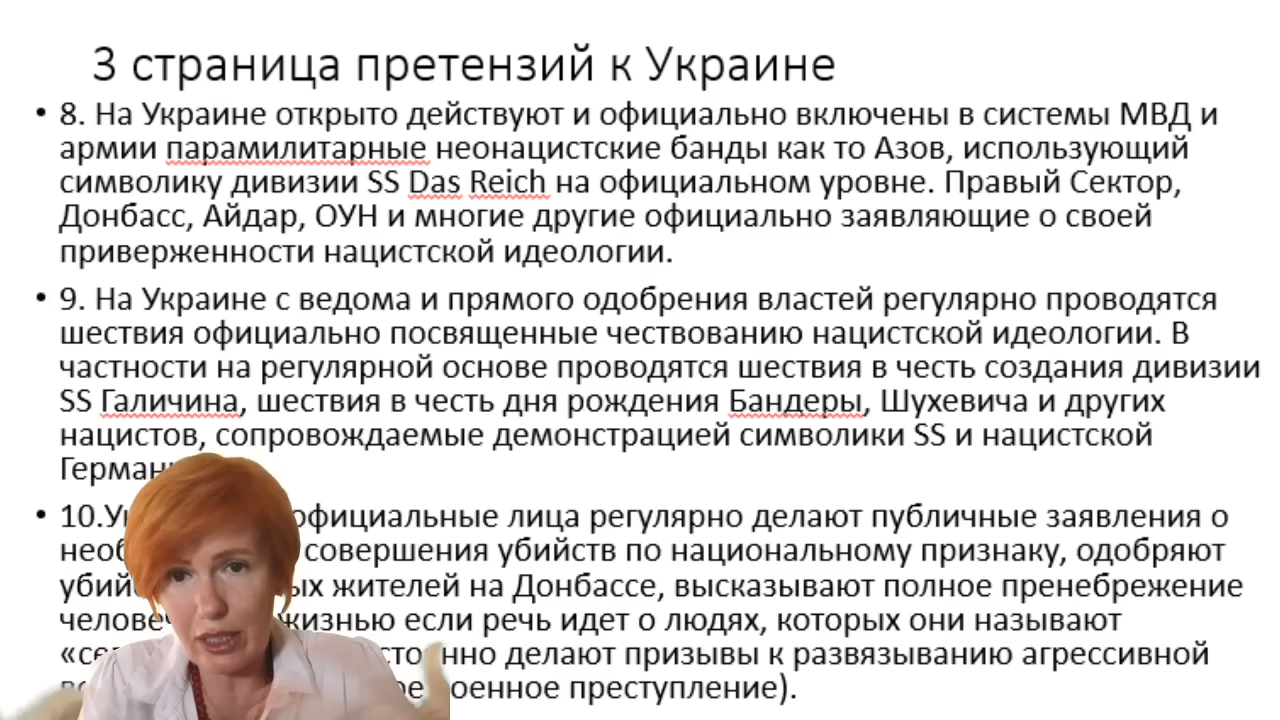 3 страница претензий к Украине
• 8. На Украине открыто действуют и официально включены в системы МВД и
армии парамилитарные неонацистские банды как то Азов, использующий
символику дивизии SS Das Reich на официальном уровне. Правый Сектор,
Донбасс, Айдар, ОУН и многие другие официально заявляющие о своей
приверженности нацистской идеологии.
• 9. На Украине с ведома и прямого одобрения властей регулярно проводятся
шествия официально посвященные чествованию нацистской идеологии. В
частности на регулярной основе проводятся шествия в честь создания дивизии
SS Галичина, шествия в честь дня рождения Бандеры, Шухевича и других
нацистов, сопровождаемые демонстрацией символики SS и нацистской
• 10. официальные лица регулярно делают публичные заявления о
совершения убийств по национальному признаку, одобряют
жителей на Донбассе, высказывают полное пренебрежение
жизнью если речь идет о людях, которых они называют
делают призывы к развязыванию агрессивной
военное преступление).